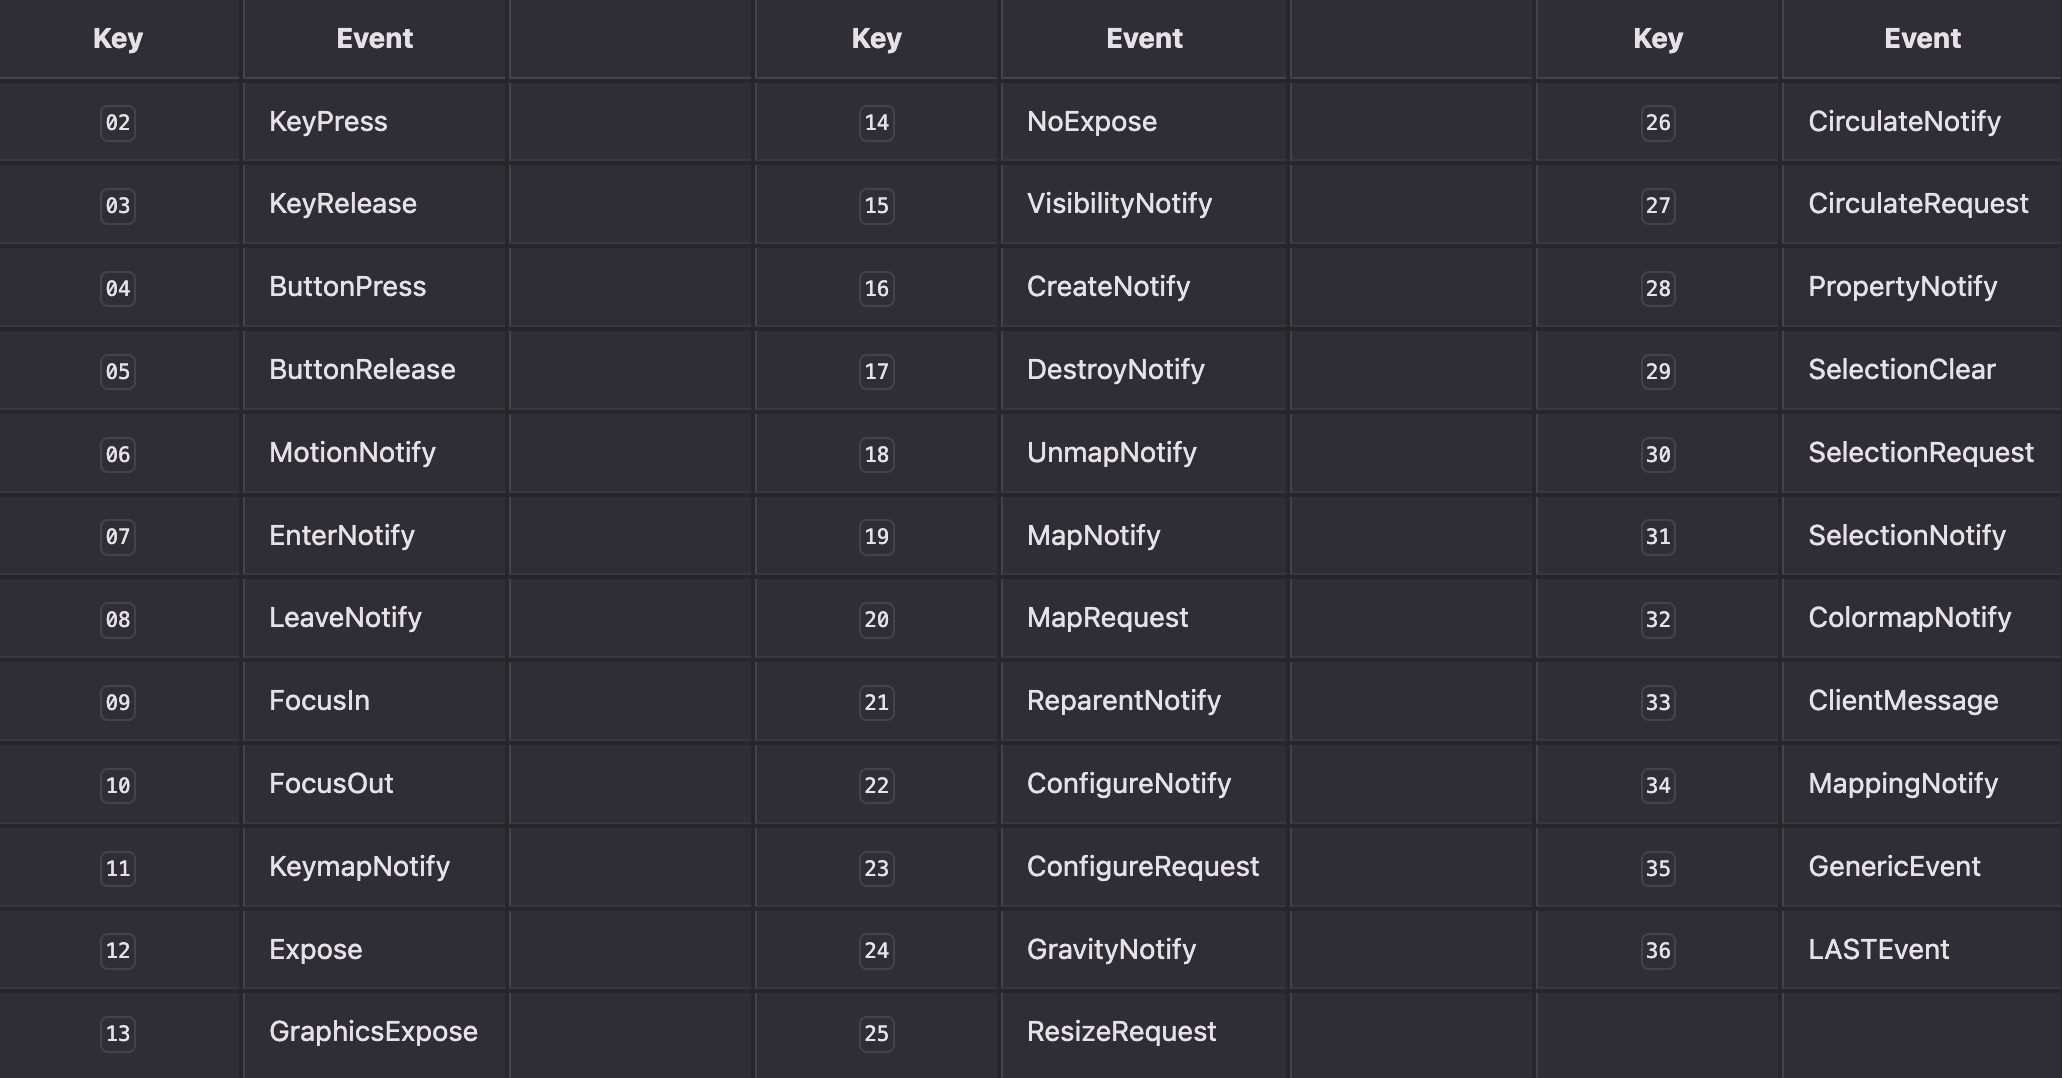 Key Event Key Event Key Event
02 KeyPress 14 NoExpose 26 CirculateNotify
03 KeyRelease 15 VisibilityNotify 27 CirculateRequest
04 ButtonPress 16 CreateNotify 28 PropertyNotify
05 ButtonRelease 17 DestroyNotify 29 SelectionClear
06 MotionNotify 18 UnmapNotify 30 SelectionRequest
07 EnterNotify 19 MapNotify 31 SelectionNotify
08 LeaveNotify 20 MapRequest 32 ColormapNotify
09 FocusIn 21 ReparentNotify 33 ClientMessage
10 FocusOut 22 ConfigureNotify 34 MappingNotify
11 KeymapNotify 23 ConfigureRequest 35 GenericEvent
12 Expose 24 GravityNotify 36 LASTEvent
13 GraphicsExpose 25 ResizeRequest